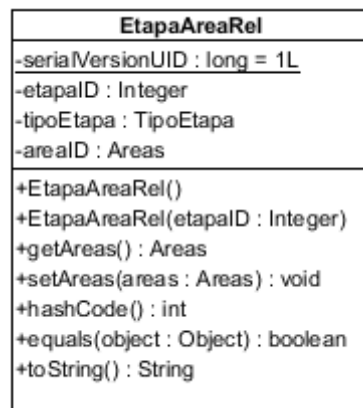 EtapaAreaRel
-serialVersionUID : long = 1L
-etapaID : Integer
-tipoEtapa : TipoEtapa
-areaID : Areas
+EtapaAreaRel()
+EtapaAreaRel(etapaID : Integer)
+getAreas() : Areas
+setAreas(areas : Areas) : void
+hashCode() : int
+equals(object : Object) : boolean
+toString() : String